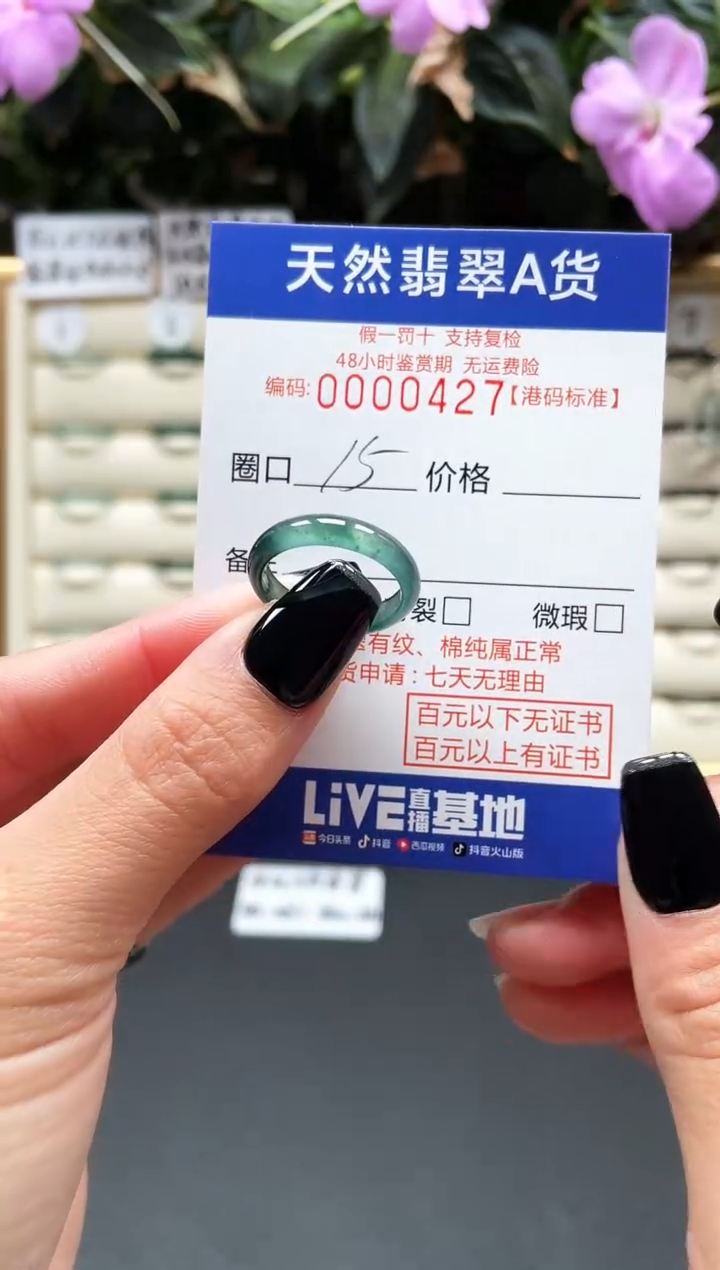 天然翡翠A货
假一罚十 支持复检
48小时鉴赏期 无运费险
编码:0000427【港码标准】
圈口 15 价格
备
裂□ 微瑕□
有纹、棉纯属正常
货申请:七天无理由
百元以下无证书
百元以上有证书
LiVE直播基地
今日头条 抖音 西瓜视频 抖音火山版